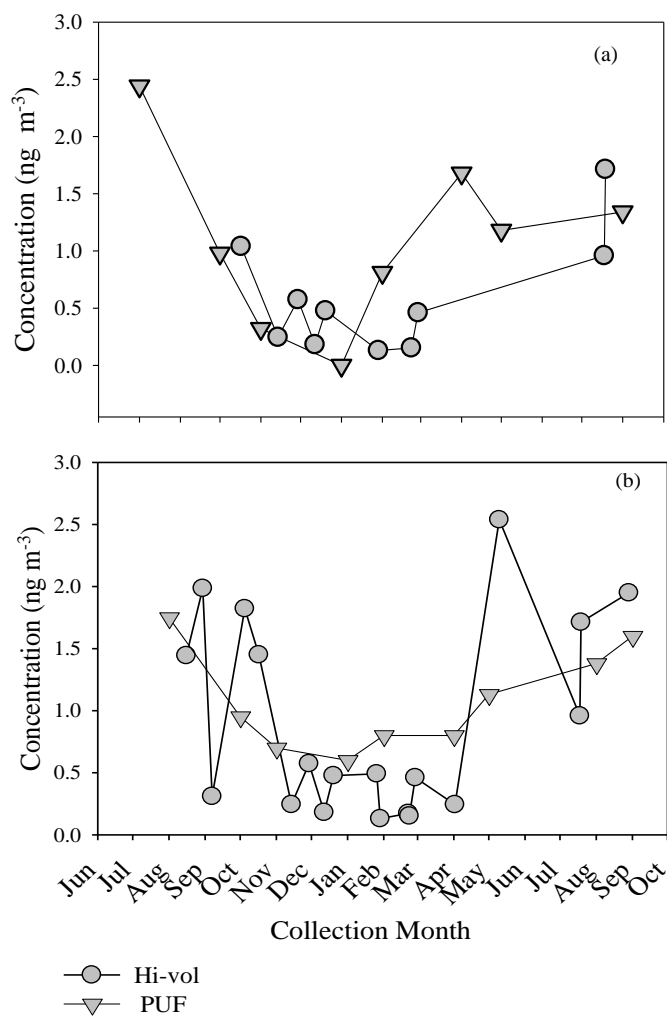 3.0
(a)
2.5
2.0
1.5
1.0
0.5
0.0
Concentration (ng m-3)
3.0
(b)
2.5
2.0
1.5
1.0
0.5
0.0
Concentration (ng m-3)
Jun Jul Aug Sep Oct Nov Dec Jan Feb Mar Apr May Jun Jul Aug Sep Oct
Collection Month
Hi-vol
PUF